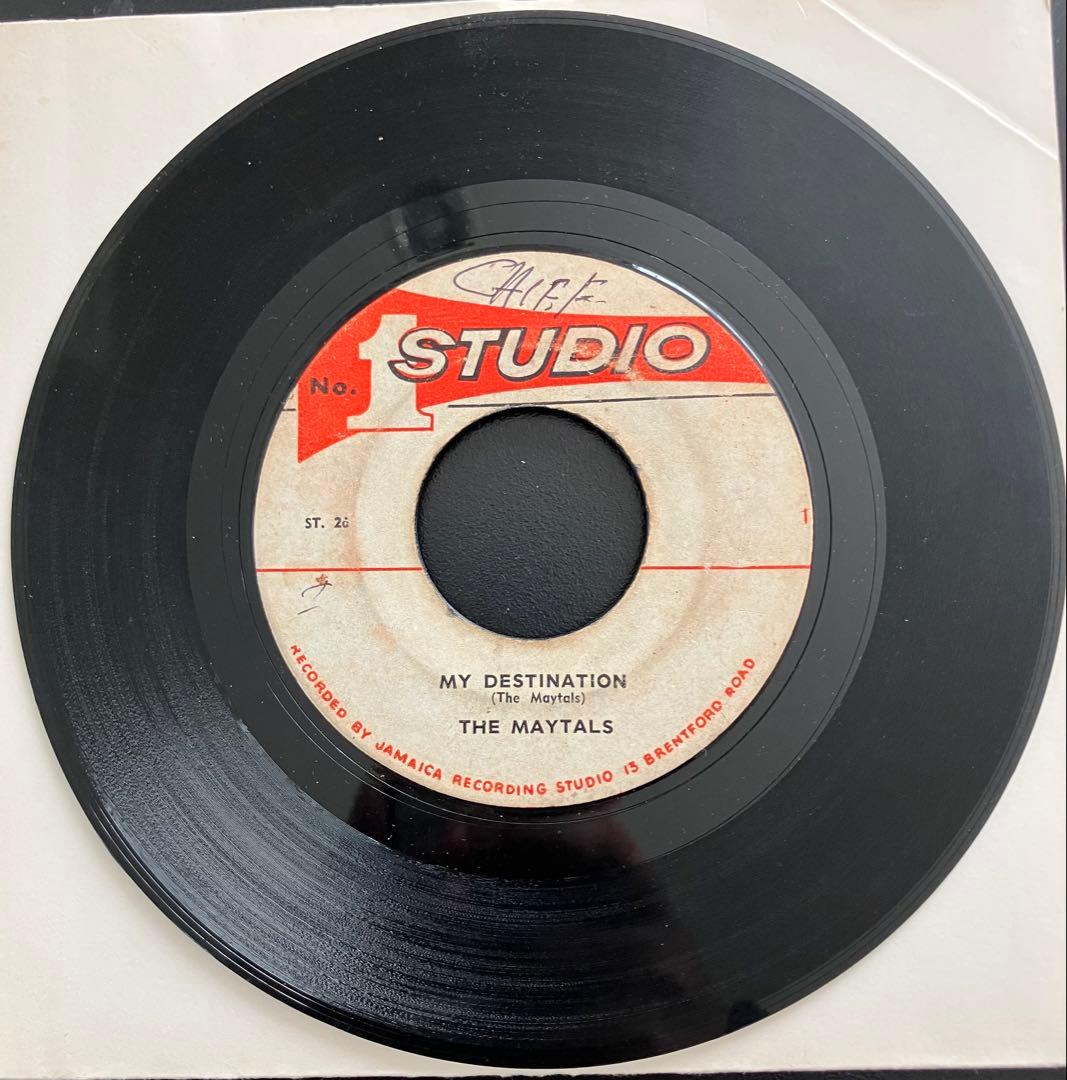 CHIEF
No. 1 STUDIO
ST.
1
MY DESTINATION
(The Maytals)
THE MAYTALS
RECORDED BY JAMAICA RECORDING STUDIO 13 BRENTFORD ROAD